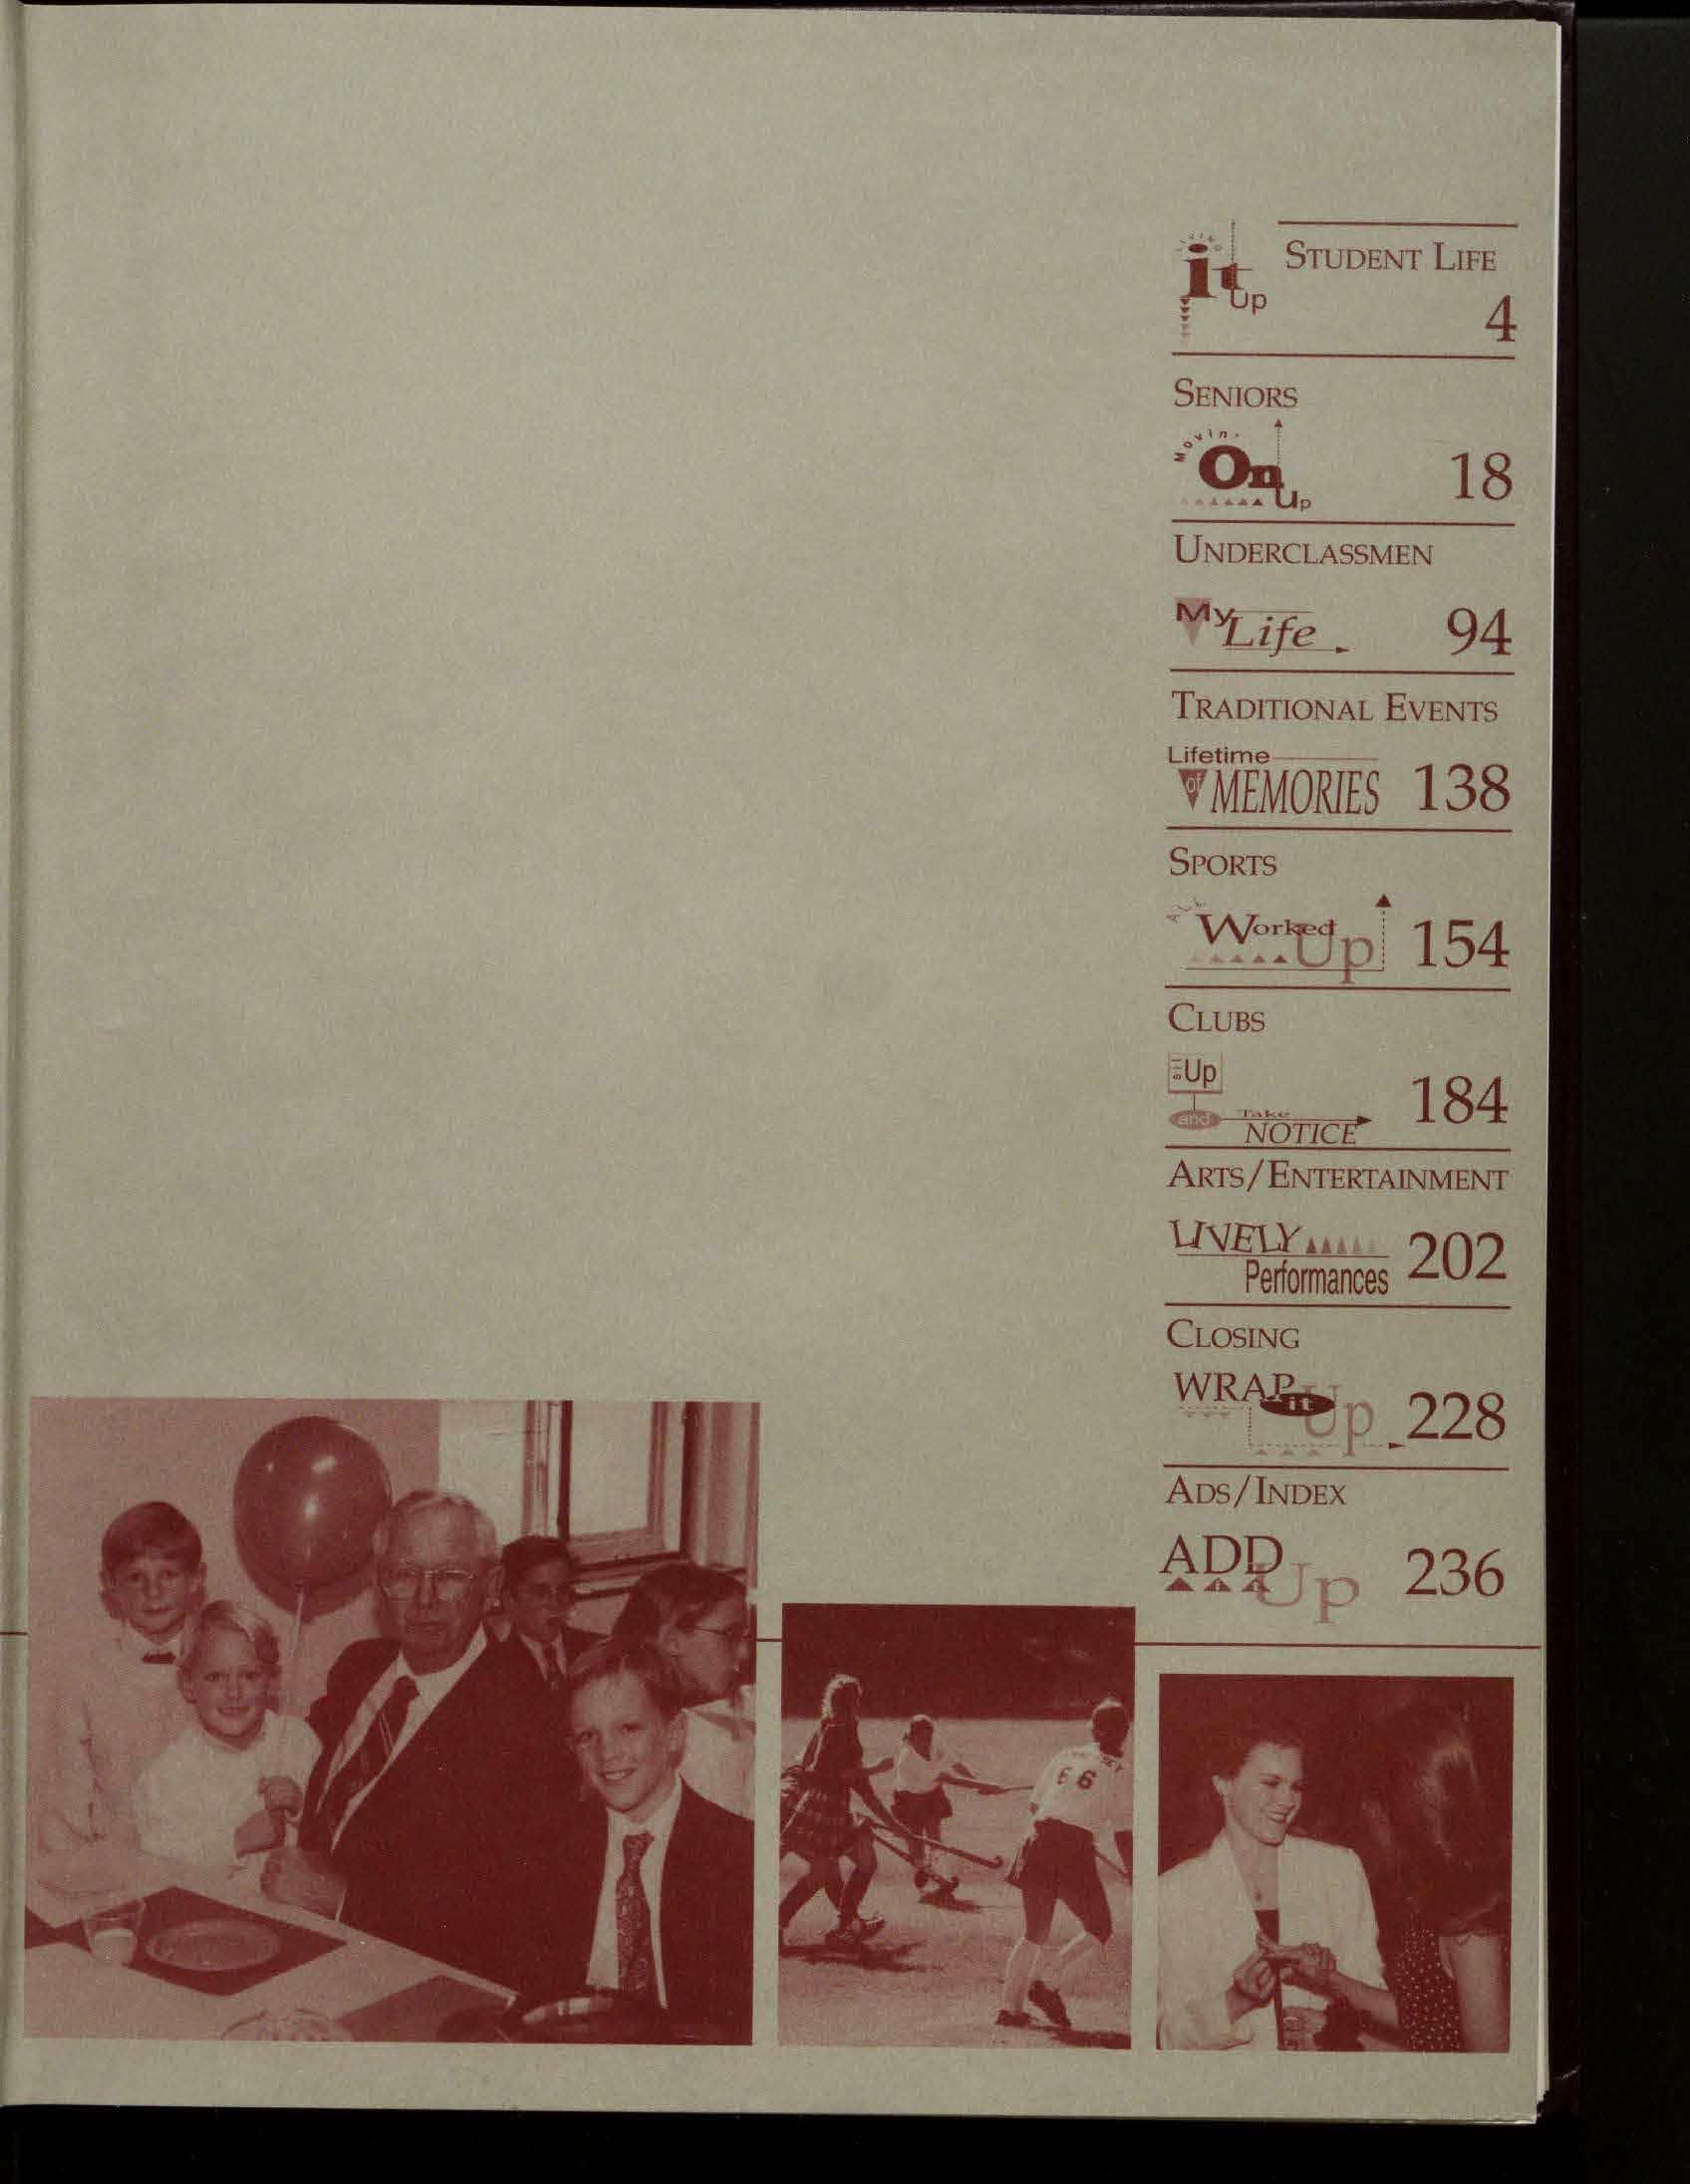 STUDENT LIFE
it
Up
4
SENIORS
Movin'
On
Up
18
UNDERCLASSMEN
My Life
94
TRADITIONAL EVENTS
Lifetime
of MEMORIES 138
SPORTS
All Worked Up 154
CLUBS
Sit Up
and Take
NOTICE
184
ARTS/ENTERTAINMENT
LIVELY
Performances 202
CLOSING
WRAP it Up 228
ADS/INDEX
ADD Up 236
66